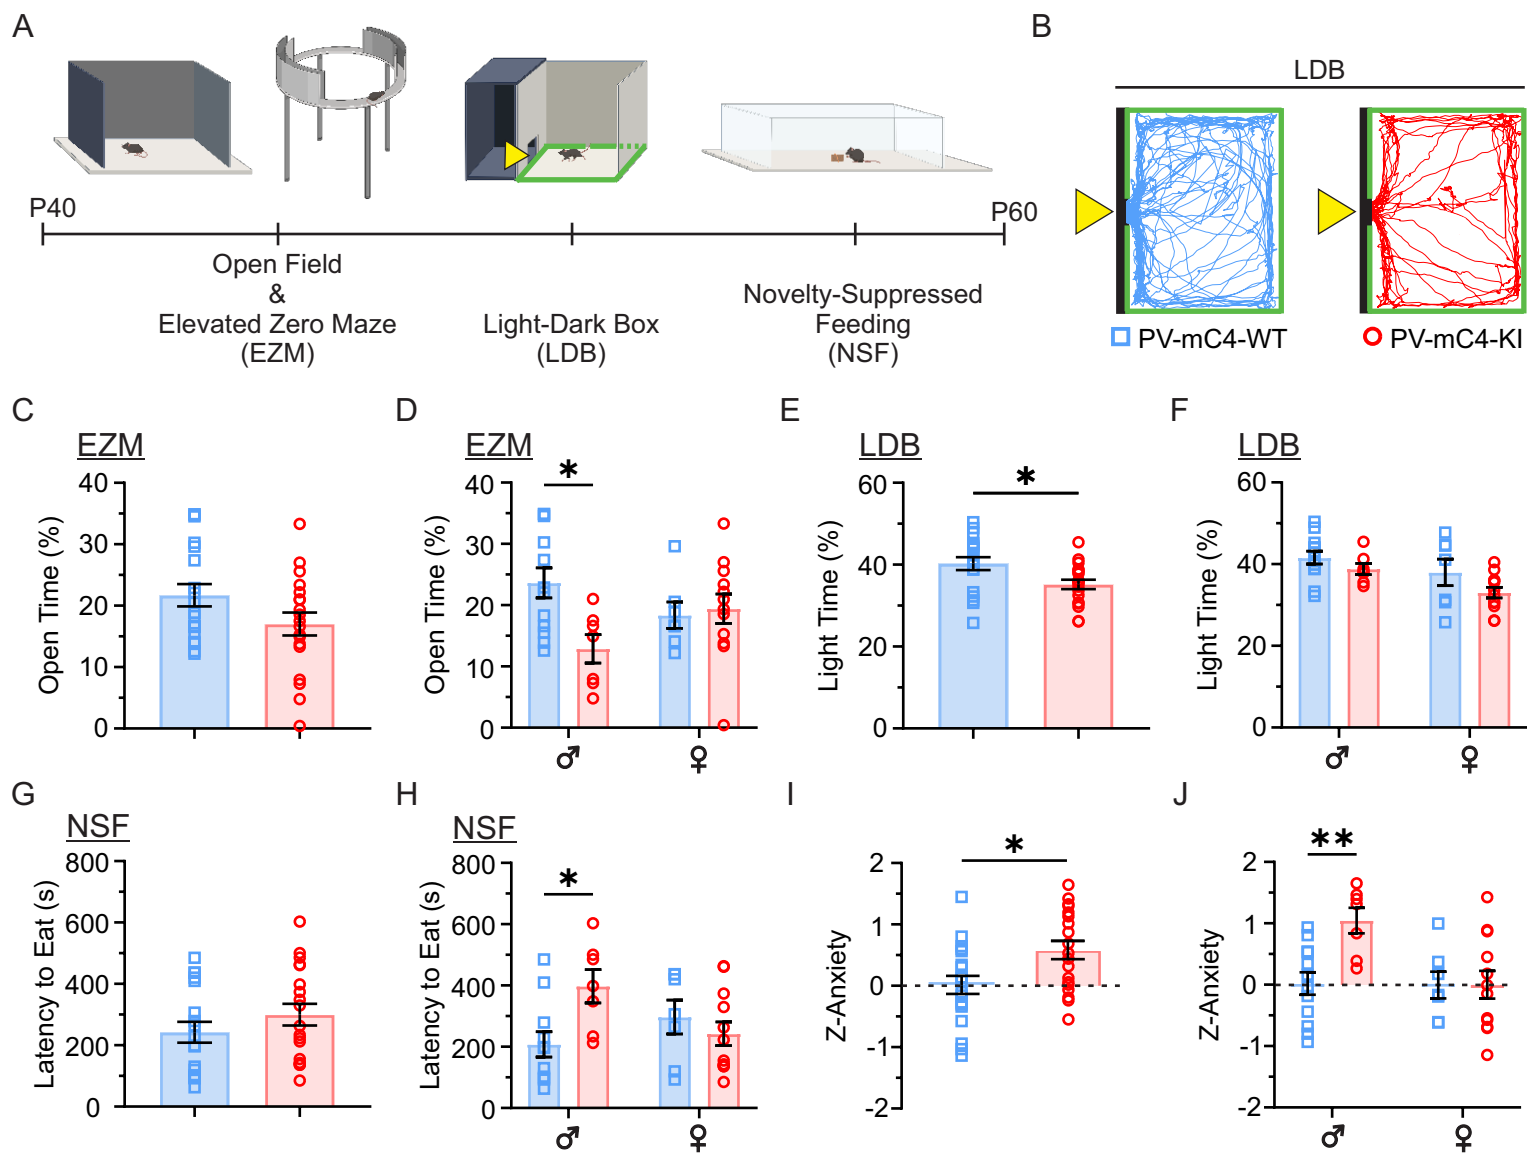 A
B
LDB
P40
P60
Open Field
&
Elevated Zero Maze
(EZM)
Light-Dark Box
(LDB)
Novelty-Suppressed
Feeding
(NSF)
PV-mC4-WT
PV-mC4-KI
C
EZM
Open Time (%)
40
30
20
10
0
D
EZM
Open Time (%)
40
30
20
10
0
*
♂
♀
E
LDB
Light Time (%)
60
40
20
0
*
F
LDB
Light Time (%)
60
40
20
0
♂
♀
G
NSF
Latency to Eat (s)
800
600
400
200
0
H
NSF
Latency to Eat (s)
800
600
400
200
0
*
♂
♀
I
Z-Anxiety
2
1
0
-1
-2
*
J
Z-Anxiety
2
1
0
-1
-2
**
♂
♀